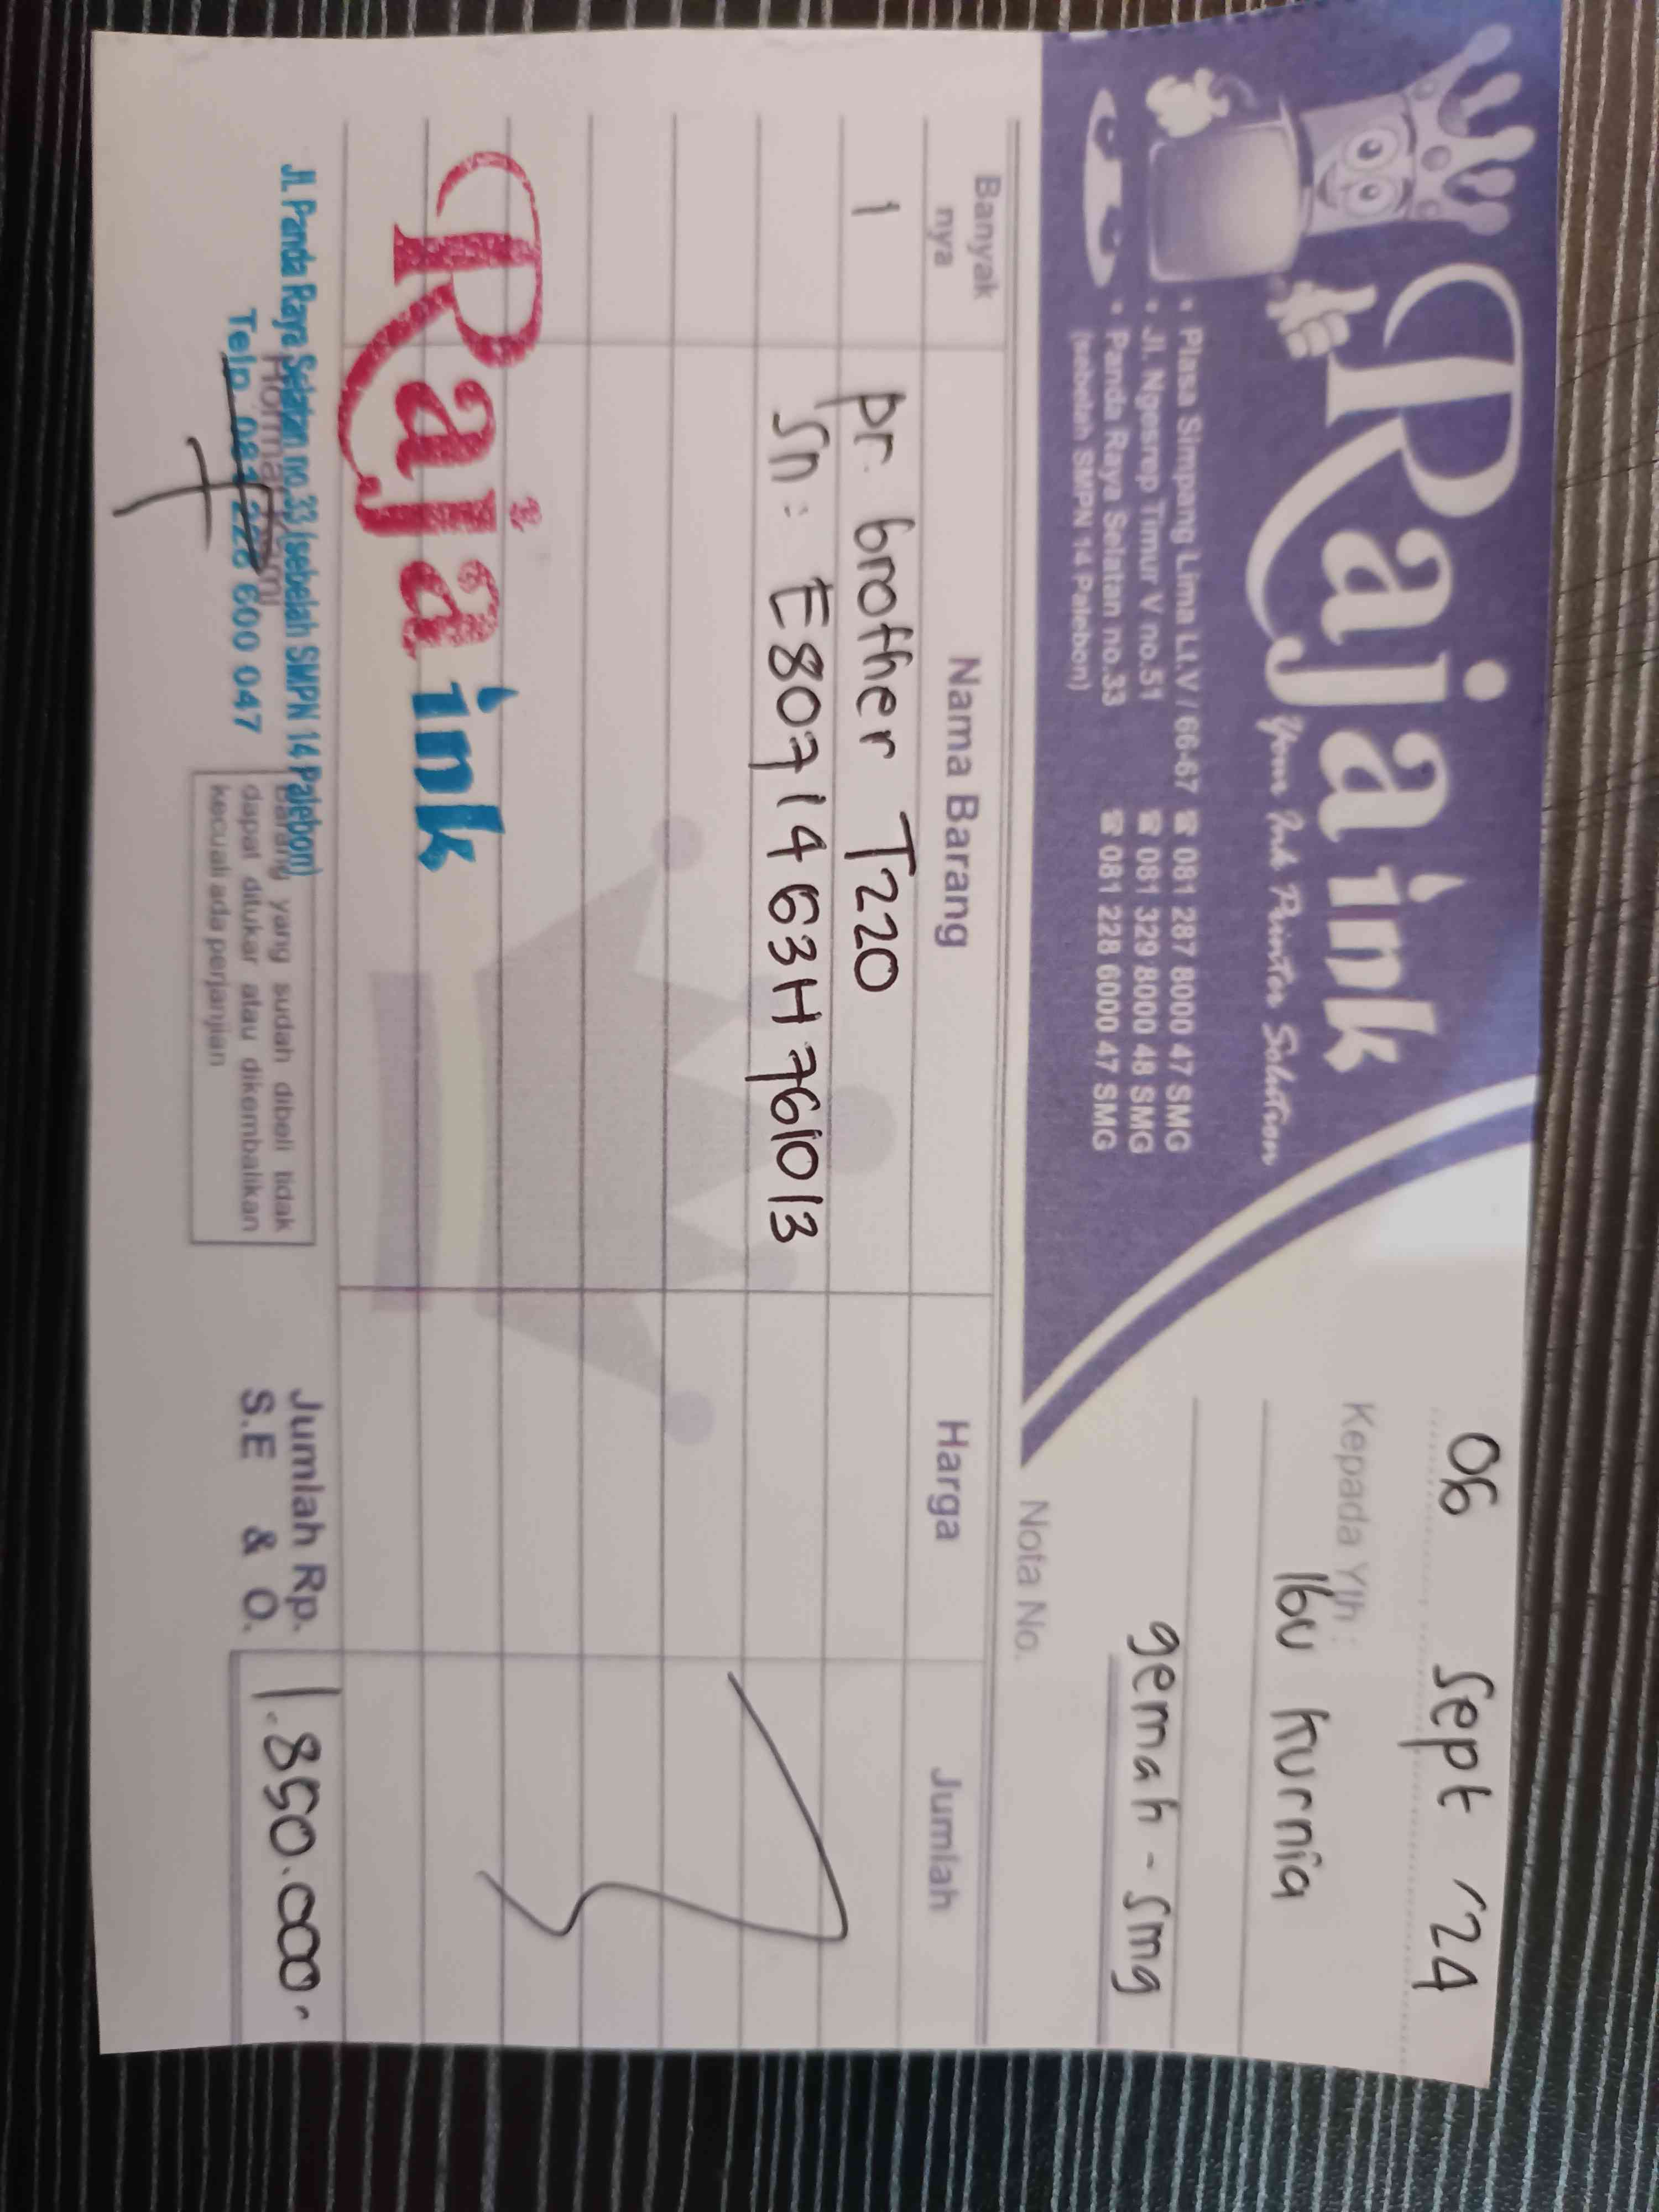 Raja ink
Your Ink Printer Solution
• Plasa Simpang Lima Lt.V / 66-67 ☎ 081 287 8000 47 SMG
• Jl. Ngesrep Timur V no.51 ☎ 081 329 8000 48 SMG
• Panda Raya Selatan no.33 ☎ 081 228 6000 47 SMG
(sebelah SMPN 14 Palebon)
06 Sept '24
Kepada Yth :
Ibu Kurnia
gemah - smg
Nota No.
Banyak nya Nama Barang Harga Jumlah
1 pr. brother T220
Sn : E80714G3H761013
Raja ink
Jl. Panda Raya Selatan no.33 (sebelah SMPN 14 Palebon)
Telp. 081 228 600 047
Hormat kami
Barang yang sudah dibeli tidak
dapat ditukar atau dikembalikan
kecuali ada perjanjian
Jumlah Rp. 1.850.000,-
S.E & O.